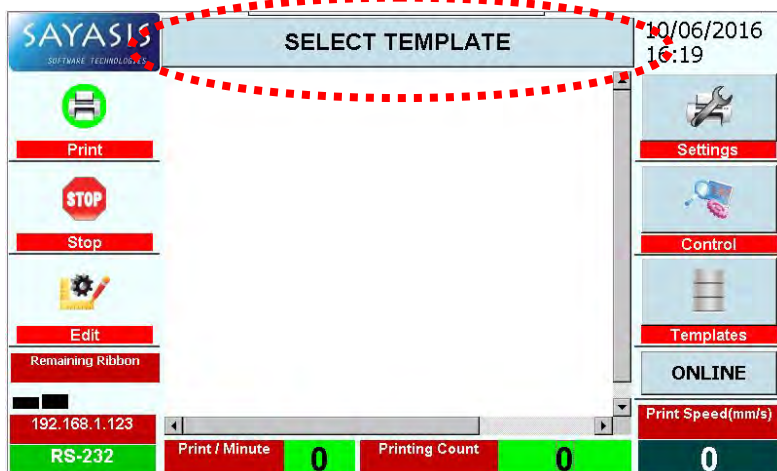 SAYASIS
SOFTWARE TECHNOLOGIES
SELECT TEMPLATE
10/06/2016
16:19
Print
Settings
STOP
Stop
Control
Edit
Templates
Remaining Ribbon
ONLINE
192.168.1.123
Print Speed(mm/s)
RS-232
Print / Minute
0
Printing Count
0
0